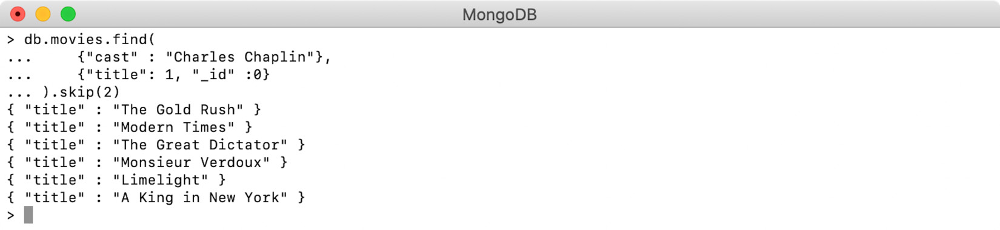 MongoDB
> db.movies.find(
...     {"cast" : "Charles Chaplin"},
...     {"title": 1, "_id" :0}
... ).skip(2)
{ "title" : "The Gold Rush" }
{ "title" : "Modern Times" }
{ "title" : "The Great Dictator" }
{ "title" : "Monsieur Verdoux" }
{ "title" : "Limelight" }
{ "title" : "A King in New York" }
>